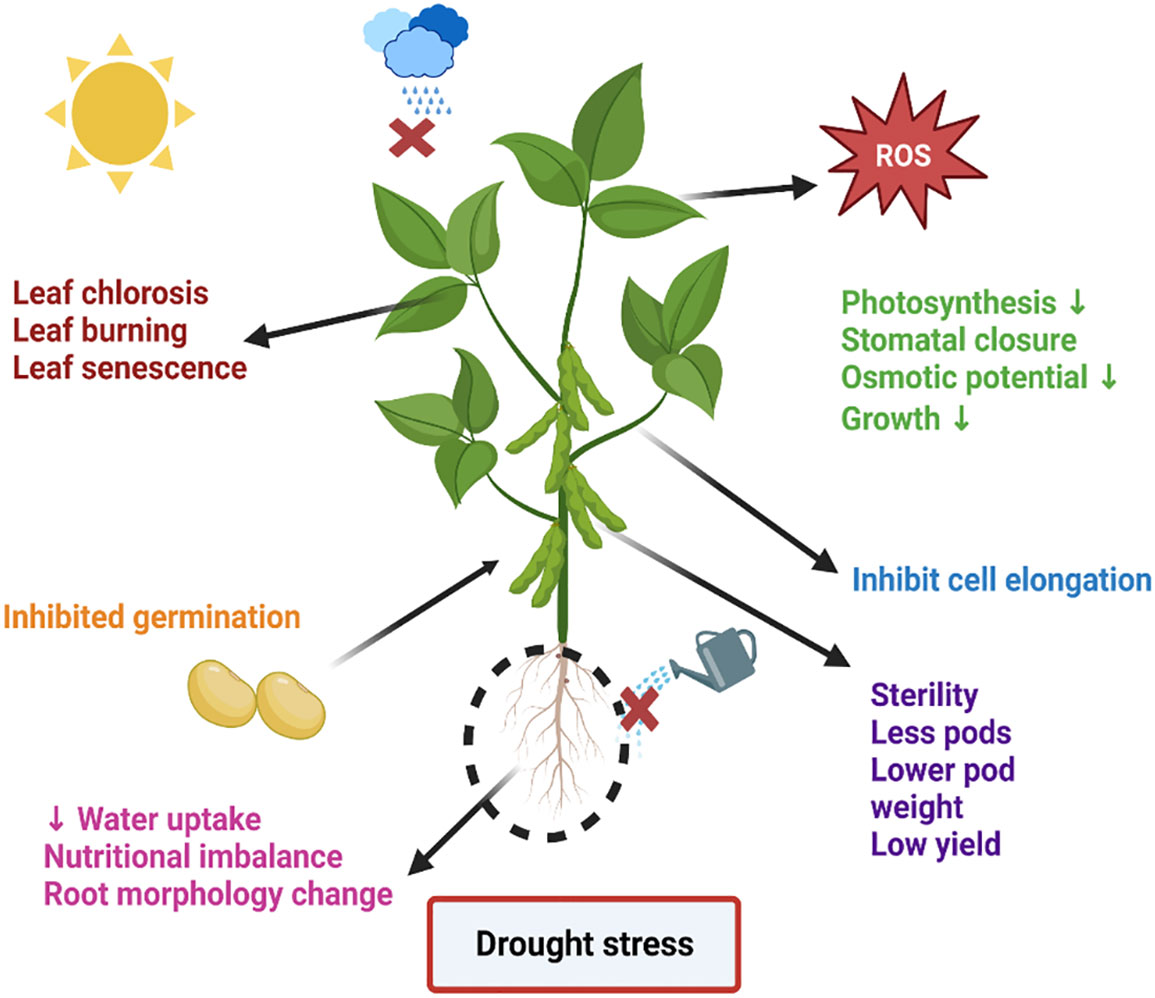 ROS
Leaf chlorosis
Leaf burning
Leaf senescence
Photosynthesis ↓
Stomatal closure
Osmotic potential ↓
Growth ↓
Inhibit cell elongation
Inhibited germination
Sterility
Less pods
Lower pod
weight
Low yield
↓ Water uptake
Nutritional imbalance
Root morphology change
Drought stress